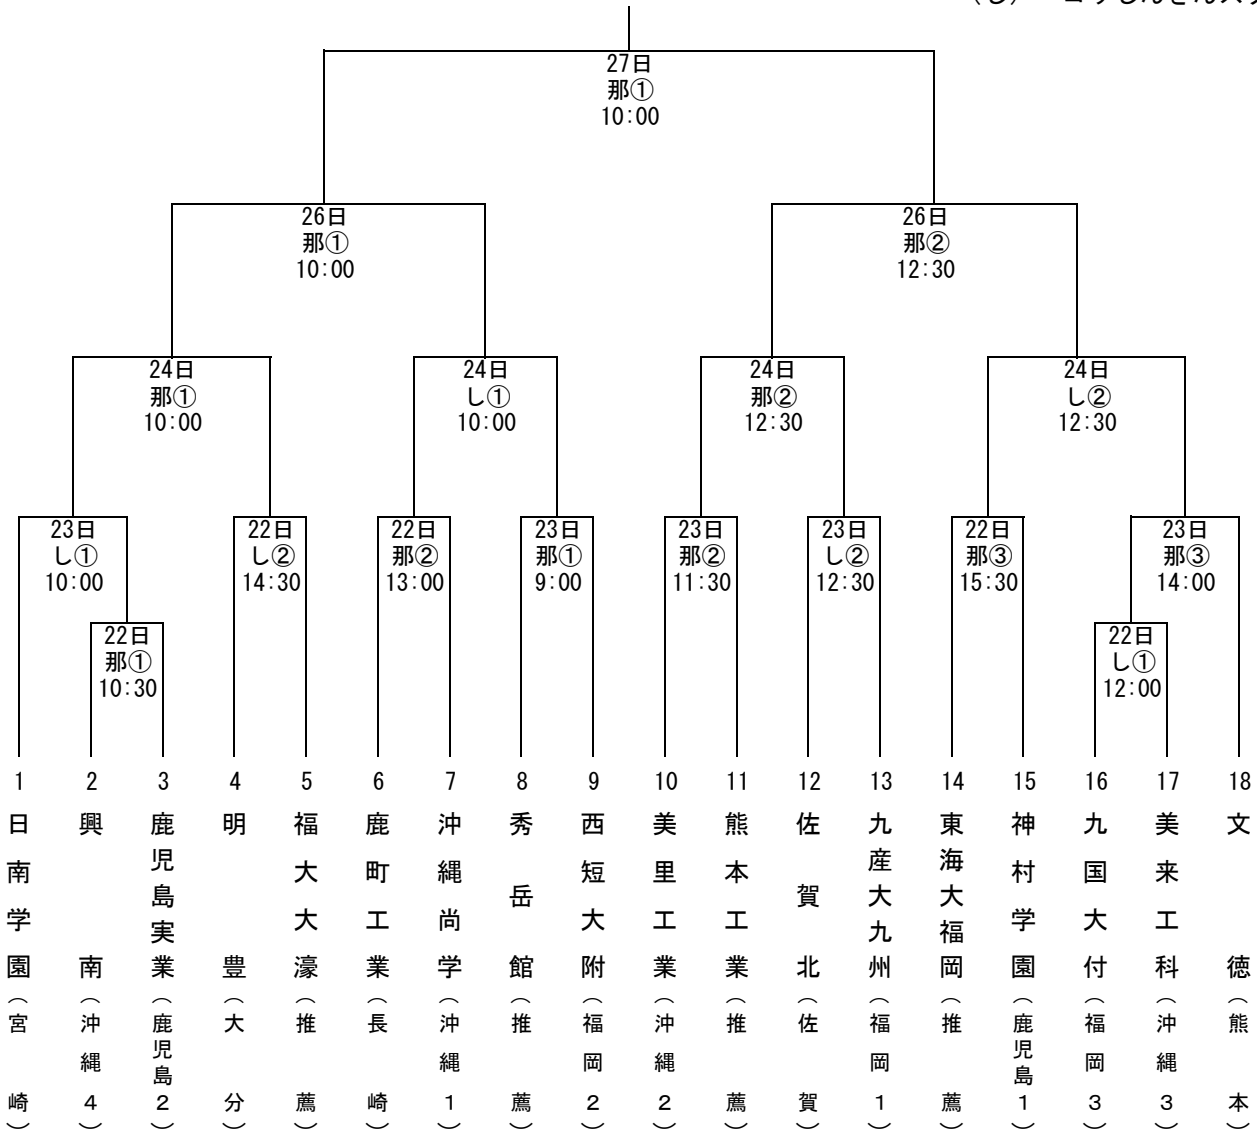 (し)　コザしんきんスタ
27日
那①
10:00
26日
那①
10:00
26日
那②
12:30
24日
那①
10:00
24日
し①
10:00
24日
那②
12:30
24日
し②
12:30
23日
し①
10:00
22日
し②
14:30
22日
那②
13:00
23日
那①
9:00
23日
那②
11:30
23日
し②
12:30
22日
那③
15:30
23日
那③
14:00
22日
那①
10:30
22日
し①
12:00
1 日南学園（宮崎）
2 興南（沖縄4）
3 鹿児島実業（鹿児島2）
4 明豊（大分）
5 福大大濠（推薦）
6 鹿町工業（長崎）
7 沖縄尚学（沖縄1）
8 秀岳館（推薦）
9 西短大附（福岡2）
10 美里工業（沖縄2）
11 熊本工業（推薦）
12 佐賀北（佐賀）
13 九産大九州（福岡1）
14 東海大福岡（推薦）
15 神村学園（鹿児島1）
16 九国大付（福岡3）
17 美来工科（沖縄3）
18 文徳（熊本）